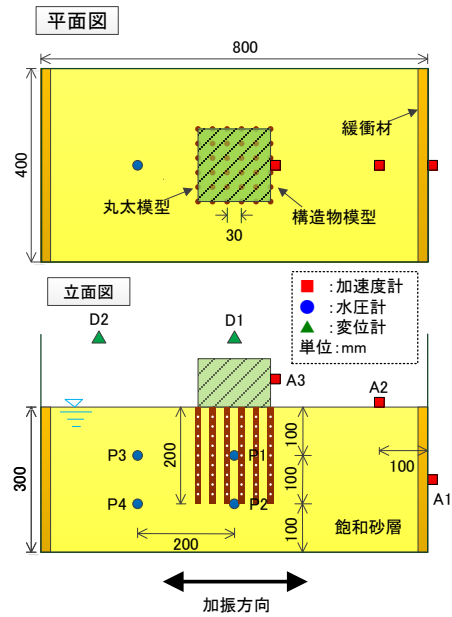 平面図
800
400
緩衝材
丸太模型
構造物模型
30
立面図
:加速度計
:水圧計
:変位計
単位:mm
D2
D1
A3
A2
300
200
100
100
100
100
P3
P1
P4
P2
A1
飽和砂層
200
加振方向